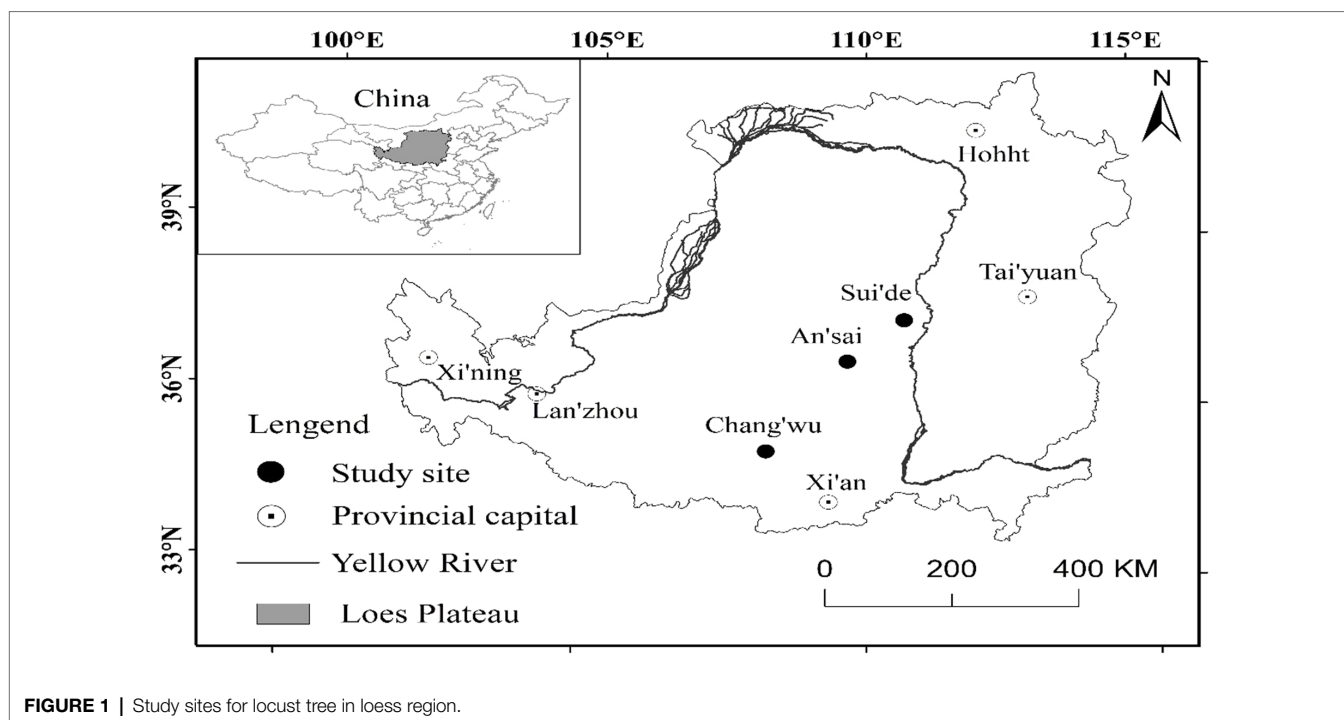 100°E 105°E 110°E 115°E
China
N
Hohht
39°N
Tai'yuan
Sui'de
An'sai
36°N
Xi'ning
Lan'zhou
Chang'wu
Xi'an
33°N
Lengend
Study site
Provincial capital
Yellow River
Loes Plateau
0 200 400 KM
FIGURE 1 | Study sites for locust tree in loess region.